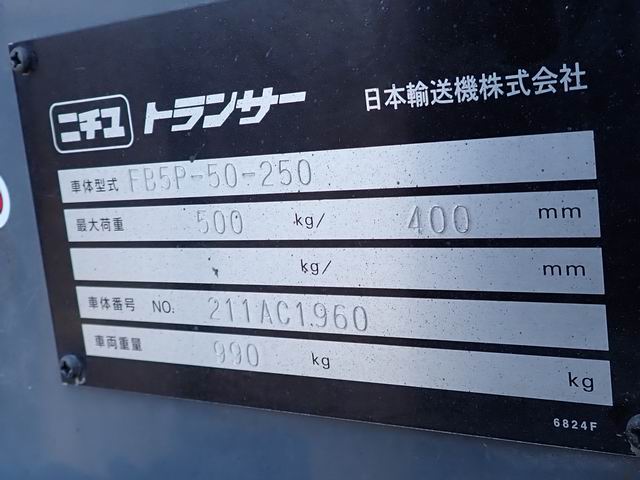 ニチユ トランサー 日本輸送機株式会社
車体型式 FB5P-50-250
最大荷重 500 kg/ 400 mm
kg/ mm
車体番号 NO. 211AC1960
車両重量 990 kg kg
6824F